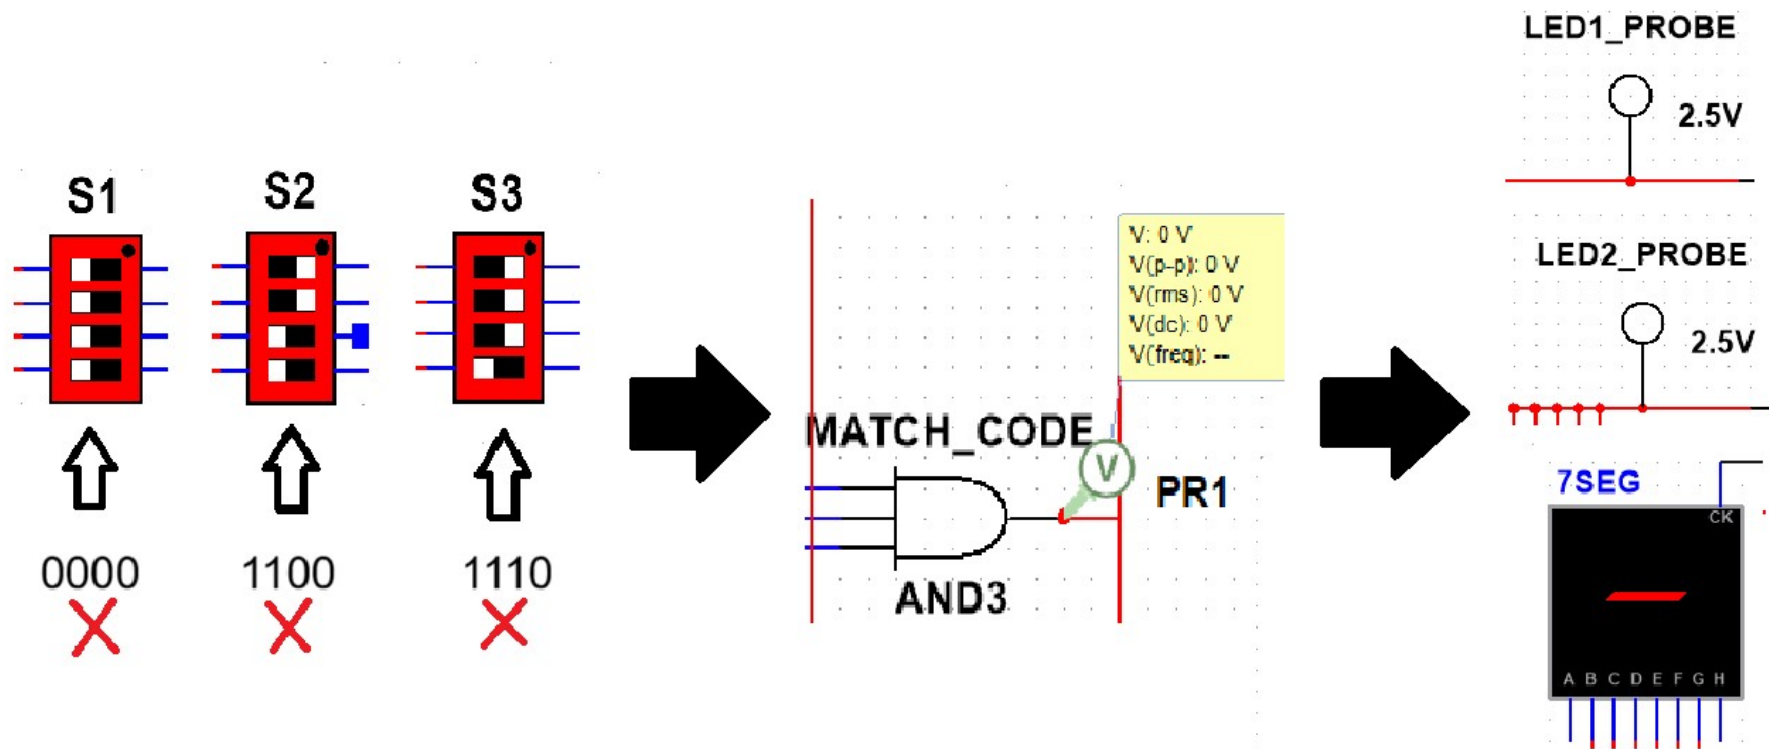 S1
S2
S3
0000
1100
1110
V: 0 V
V(p-p): 0 V
V(rms): 0 V
V(dc): 0 V
V(freq): --
MATCH_CODE
V
PR1
AND3
LED1_PROBE
2.5V
LED2_PROBE
2.5V
7SEG
CK
A B C D E F G H